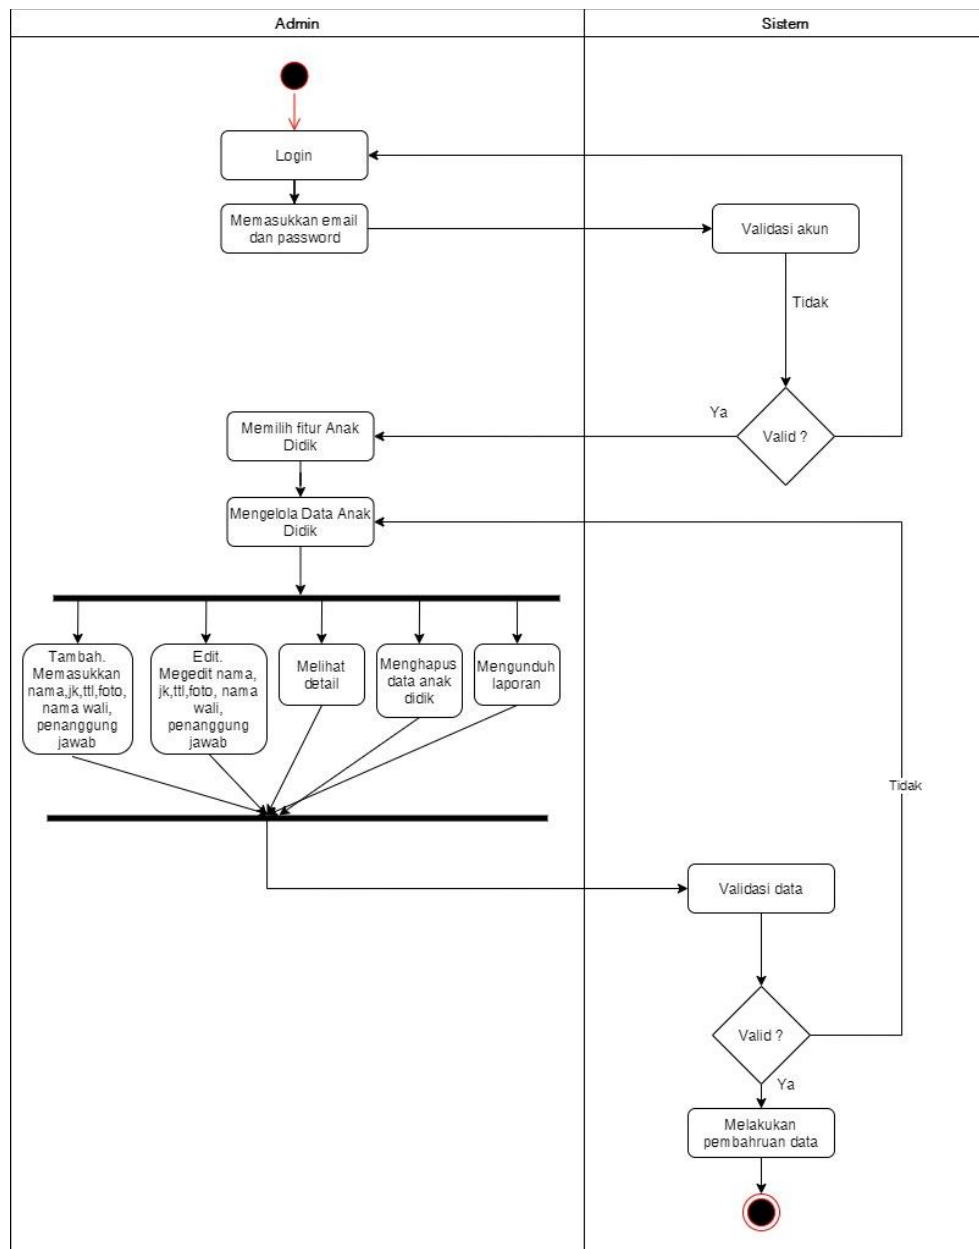 Admin
Sistem
Login
Memasukkan email
dan password
Validasi akun
Tidak
Ya
Valid ?
Memilih fitur Anak
Didik
Mengelola Data Anak
Didik
Tambah.
Memasukkan
nama,jk,ttl,foto,
nama wali,
penanggung
jawab
Edit.
Megedit nama,
jk,ttl,foto, nama
wali,
penanggung
jawab
Melihat
detail
Menghapus
data anak
didik
Mengunduh
laporan
Tidak
Validasi data
Valid ?
Ya
Melakukan
pembahruan data